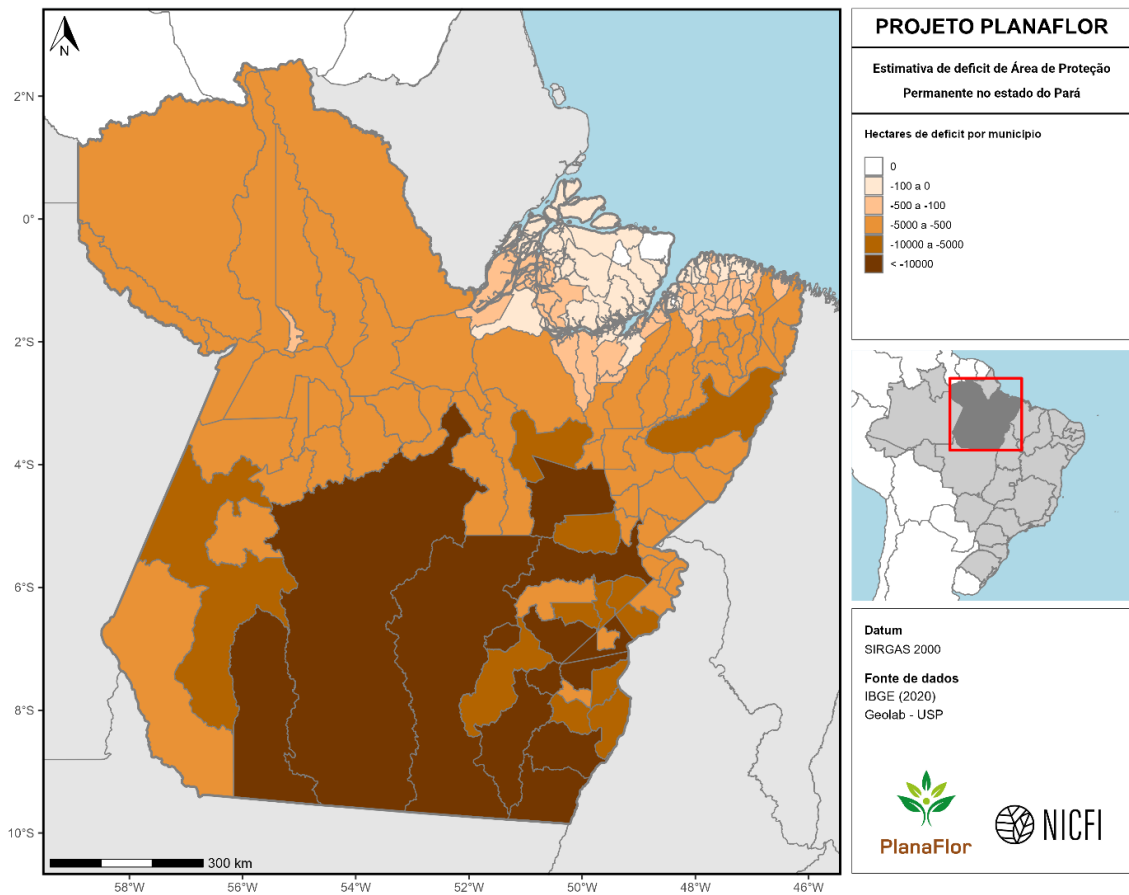 PROJETO PLANAFLOR
Estimativa de deficit de Área de Proteção
Permanente no estado do Pará
Hectares de deficit por município
0
-100 a 0
-500 a -100
-5000 a -500
-10000 a -5000
< -10000
N
2°N
0°
2°S
4°S
6°S
8°S
10°S
300 km
58°W
56°W
54°W
52°W
50°W
48°W
46°W
Datum
SIRGAS 2000
Fonte de dados
IBGE (2020)
Geolab - USP
PlanaFlor
NICFI